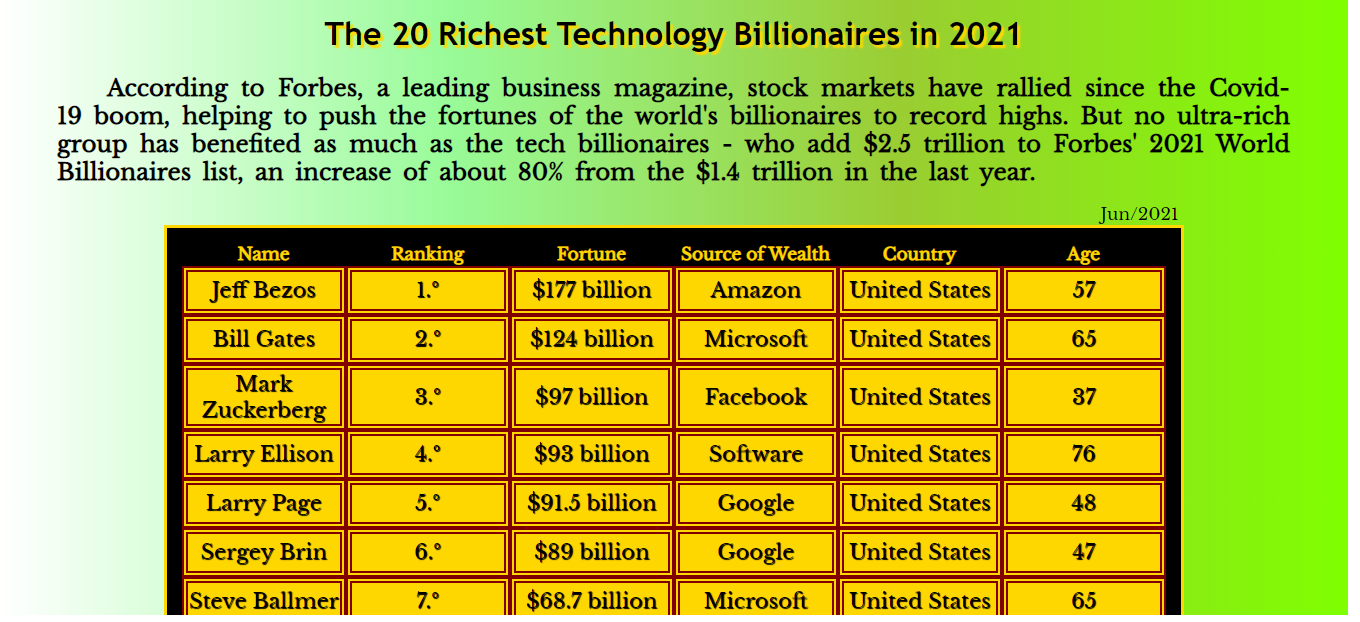 The 20 Richest Technology Billionaires in 2021
According to Forbes, a leading business magazine, stock markets have rallied since the Covid-
19 boom, helping to push the fortunes of the world's billionaires to record highs. But no ultra-rich
group has benefited as much as the tech billionaires - who add $2.5 trillion to Forbes' 2021 World
Billionaires list, an increase of about 80% from the $1.4 trillion in the last year.
Jun/2021
Name Ranking Fortune Source of Wealth Country Age
Jeff Bezos 1.º $177 billion Amazon United States 57
Bill Gates 2.º $124 billion Microsoft United States 65
Mark
Zuckerberg 3.º $97 billion Facebook United States 37
Larry Ellison 4.º $93 billion Software United States 76
Larry Page 5.º $91.5 billion Google United States 48
Sergey Brin 6.º $89 billion Google United States 47
Steve Ballmer 7.º $68.7 billion Microsoft United States 65